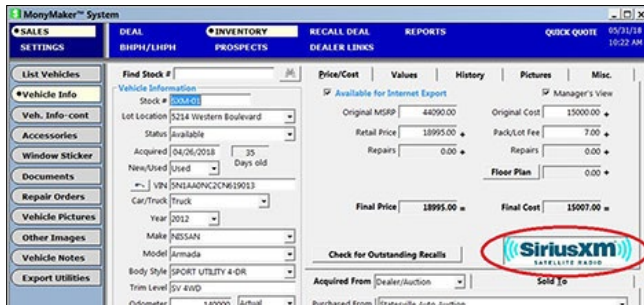 MonyMaker™ System
SALES
SETTINGS
DEAL
INVENTORY
RECALL DEAL
REPORTS
QUICK QUOTE
05/31/18
10:22 AM
BHPH/LHPH
PROSPECTS
DEALER LINKS
List Vehicles
Vehicle Info
Veh. Info-cont
Accessories
Window Sticker
Documents
Repair Orders
Vehicle Pictures
Other Images
Vehicle Notes
Export Utilities
Find Stock #
Vehicle Information
Stock # SXM-01
Lot Location 5214 Western Boulevard
Status Available
Acquired 04/26/2018 35
Days old
New/Used Used
VIN 5N1AA0NC2CN619013
Car/Truck Truck
Year 2012
Make NISSAN
Model Armada
Body Style SPORT UTILITY 4-DR
Trim Level SV 4WD
Odometer 140000 Actual
Price/Cost Values History Pictures Misc.
Available for Internet Export
Manager's View
Original MSRP 44090.00 Original Cost 15000.00 +
Retail Price 18995.00 + Pack/Lot Fee 7.00 +
Repairs 0.00 + Repairs 0.00 +
Floor Plan 0.00 +
Final Price 18995.00 = Final Cost 15007.00 =
Check for Outstanding Recalls
((SiriusXM))
SATELLITE RADIO
Acquired From Dealer/Auction Sold To
Purchased From Statesville Auto Auction